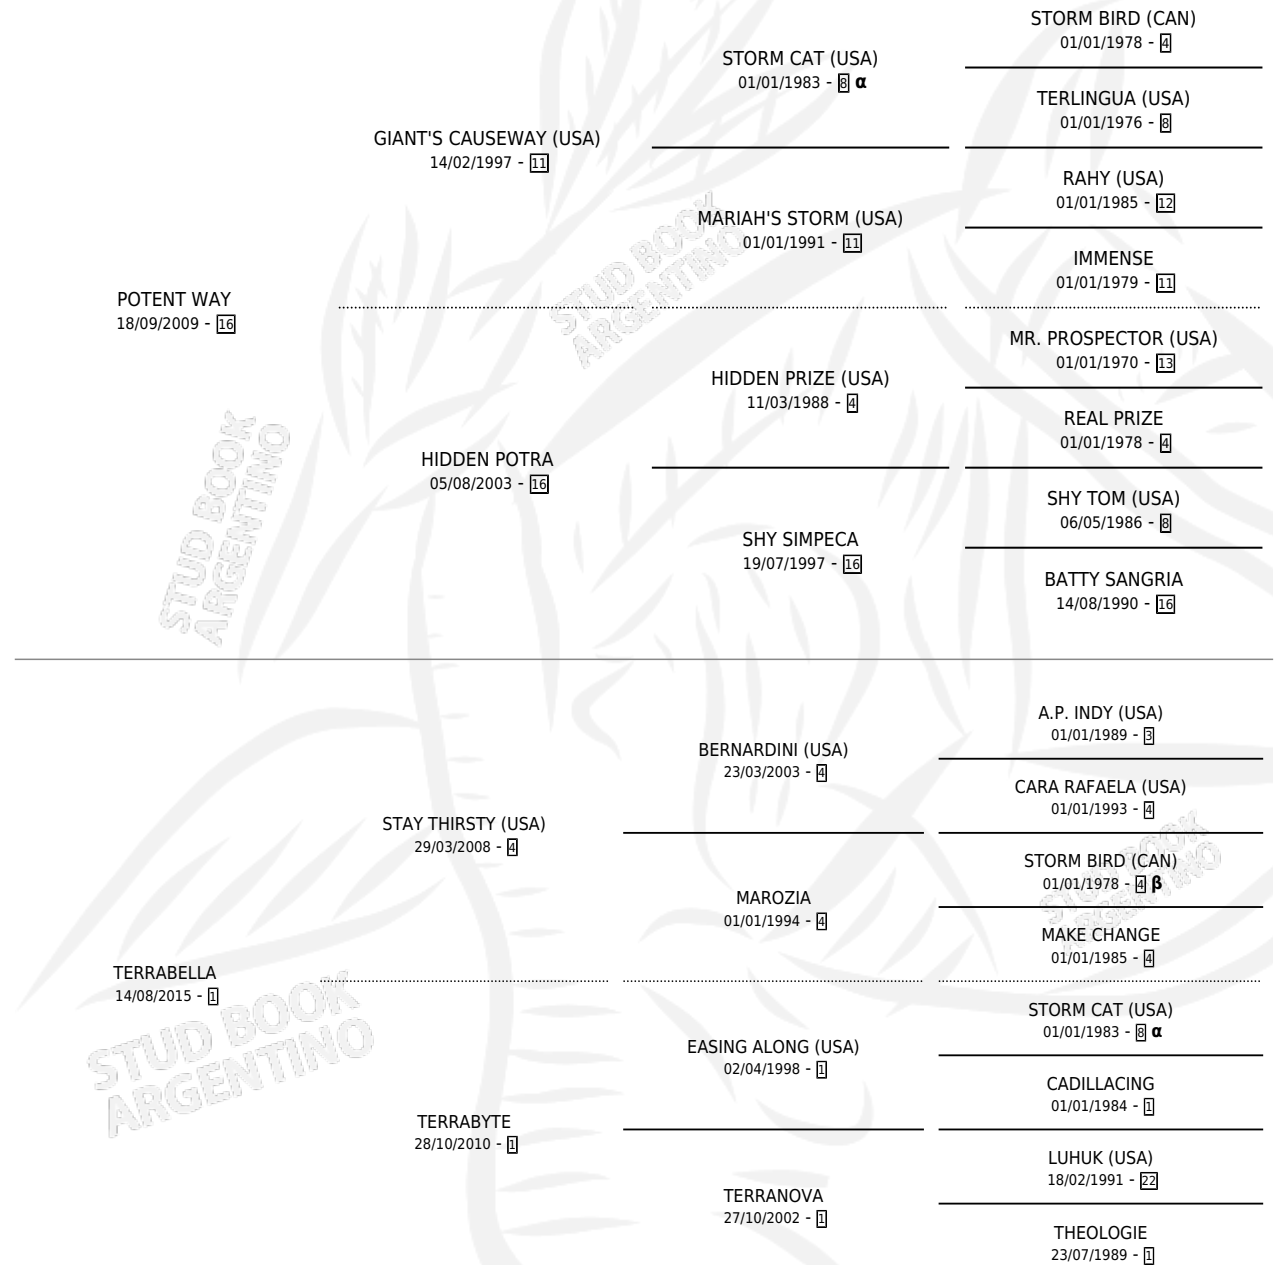 STORM BIRD (CAN)
01/01/1978 - 4
STORM CAT (USA)
01/01/1983 - 8 α
TERLINGUA (USA)
01/01/1976 - 8
GIANT'S CAUSEWAY (USA)
14/02/1997 - 11
RAHY (USA)
01/01/1985 - 12
MARIAH'S STORM (USA)
01/01/1991 - 11
IMMENSE
01/01/1979 - 11
POTENT WAY
18/09/2009 - 16
MR. PROSPECTOR (USA)
01/01/1970 - 13
HIDDEN PRIZE (USA)
11/03/1988 - 4
REAL PRIZE
01/01/1978 - 4
HIDDEN POTRA
05/08/2003 - 16
SHY TOM (USA)
06/05/1986 - 8
SHY SIMPECA
19/07/1997 - 16
BATTY SANGRIA
14/08/1990 - 16
A.P. INDY (USA)
01/01/1989 - 3
BERNARDINI (USA)
23/03/2003 - 4
CARA RAFAELA (USA)
01/01/1993 - 4
STAY THIRSTY (USA)
29/03/2008 - 4
STORM BIRD (CAN)
01/01/1978 - 4 β
MAROZIA
01/01/1994 - 4
MAKE CHANGE
01/01/1985 - 4
TERRABELLA
14/08/2015 - 1
STORM CAT (USA)
01/01/1983 - 8 α
EASING ALONG (USA)
02/04/1998 - 1
CADILLACING
01/01/1984 - 1
TERRABYTE
28/10/2010 - 1
LUHUK (USA)
18/02/1991 - 22
TERRANOVA
27/10/2002 - 1
THEOLOGIE
23/07/1989 - 1
STUD BOOK
ARGENTINO
STUD BOOK
ARGENTINO
STUD BOOK
ARGENTINO
STUD BOOK
ARGENTINO